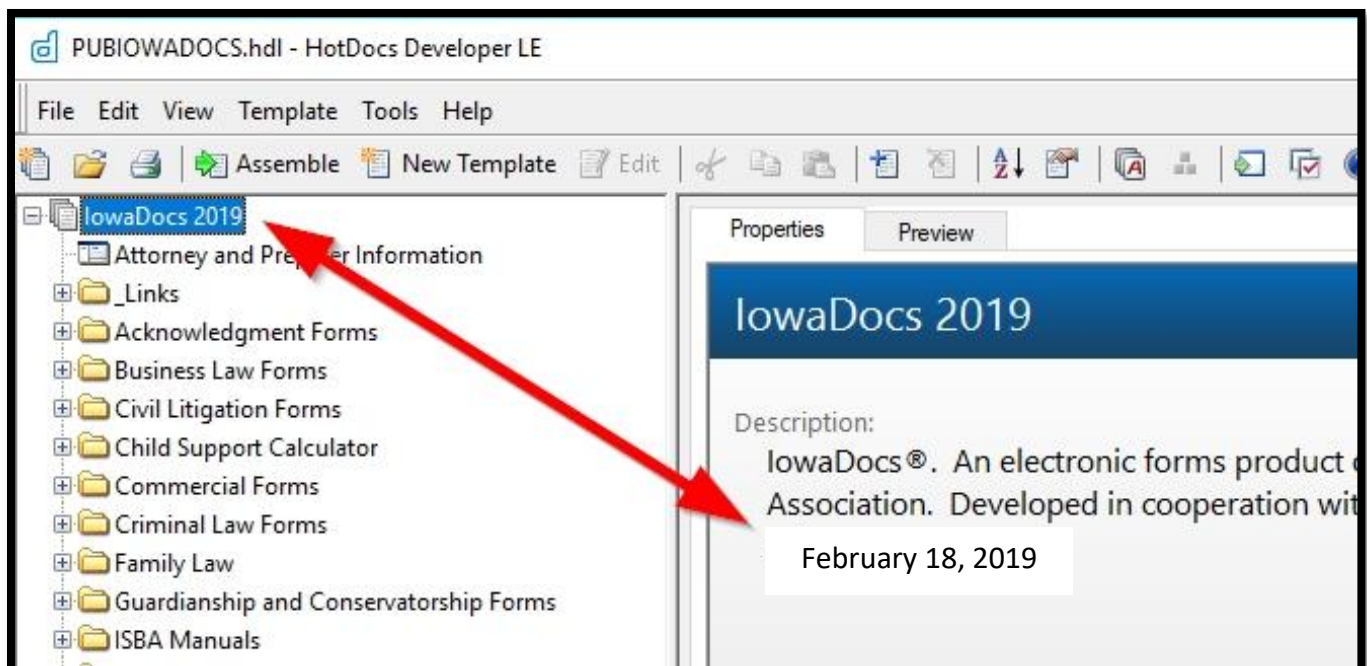 PUBIOWADOCS.hdl - HotDocs Developer LE
File Edit View Template Tools Help
Assemble New Template Edit
IowaDocs 2019
Attorney and Preparer Information
_Links
Acknowledgment Forms
Business Law Forms
Civil Litigation Forms
Child Support Calculator
Commercial Forms
Criminal Law Forms
Family Law
Guardianship and Conservatorship Forms
ISBA Manuals
Properties Preview
IowaDocs 2019
Description:
IowaDocs®. An electronic forms product
Association. Developed in cooperation wit
February 18, 2019